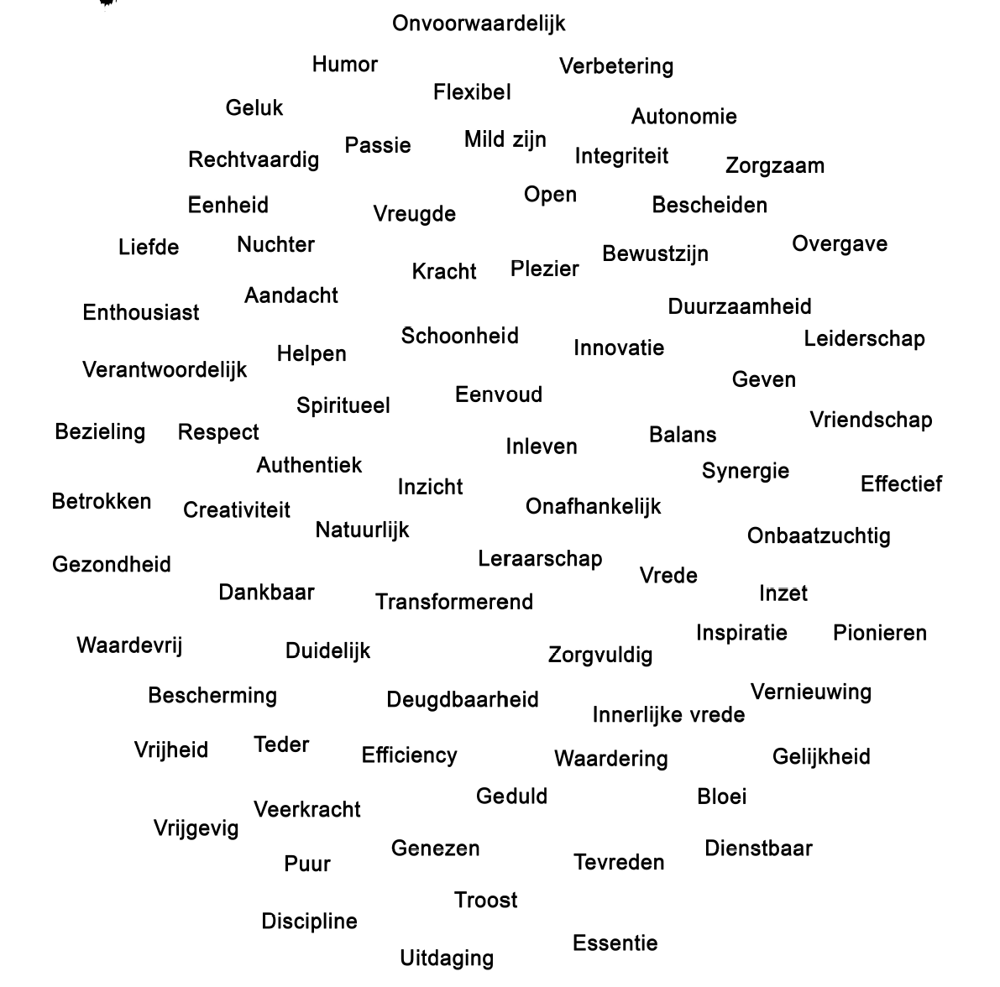 Onvoorwaardelijk
Humor
Verbetering
Flexibel
Geluk
Autonomie
Passie
Mild zijn
Integriteit
Rechtvaardig
Zorgzaam
Open
Eenheid
Vreugde
Bescheiden
Liefde
Nuchter
Bewustzijn
Overgave
Kracht
Plezier
Aandacht
Enthousiast
Duurzaamheid
Schoonheid
Leiderschap
Helpen
Innovatie
Verantwoordelijk
Geven
Spiritueel
Eenvoud
Vriendschap
Bezieling
Respect
Balans
Inleven
Authentiek
Synergie
Inzicht
Effectief
Betrokken
Creativiteit
Onafhankelijk
Natuurlijk
Onbaatzuchtig
Gezondheid
Leraarschap
Vrede
Dankbaar
Transformerend
Inzet
Inspiratie
Pionieren
Waardevrij
Duidelijk
Zorgvuldig
Bescherming
Deugdbaarheid
Vernieuwing
Innerlijke vrede
Vrijheid
Teder
Efficiency
Waardering
Gelijkheid
Geduld
Bloei
Veerkracht
Vrijgevig
Genezen
Dienstbaar
Puur
Tevreden
Troost
Discipline
Essentie
Uitdaging